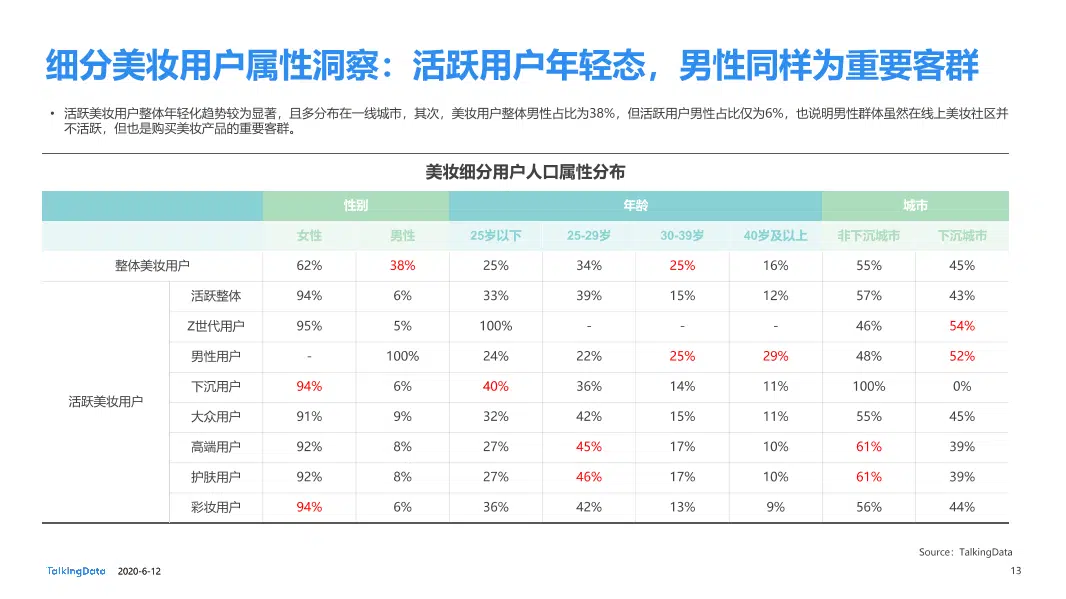 细分美妆用户属性洞察：活跃用户年轻态，男性同样为重要客群
• 活跃美妆用户整体年轻化趋势较为显著，且多分布在一线城市，其次，美妆用户整体男性占比为38%，但活跃用户男性占比仅为6%，也说明男性群体虽然在线上美妆社区并
不活跃，但也是购买美妆产品的重要客群。
美妆细分用户人口属性分布
性别 年龄 城市
女性 男性 25岁以下 25-29岁 30-39岁 40岁及以上 非下沉城市 下沉城市
整体美妆用户 62% 38% 25% 34% 25% 16% 55% 45%
活跃美妆用户
活跃整体 94% 6% 33% 39% 15% 12% 57% 43%
Z世代用户 95% 5% 100% - - - 46% 54%
男性用户 - 100% 24% 22% 25% 29% 48% 52%
下沉用户 94% 6% 40% 36% 14% 11% 100% 0%
大众用户 91% 9% 32% 42% 15% 11% 55% 45%
高端用户 92% 8% 27% 45% 17% 10% 61% 39%
护肤用户 92% 8% 27% 46% 17% 10% 61% 39%
彩妆用户 94% 6% 36% 42% 13% 9% 56% 44%
Source：TalkingData
TalkingData 2020-6-12 13